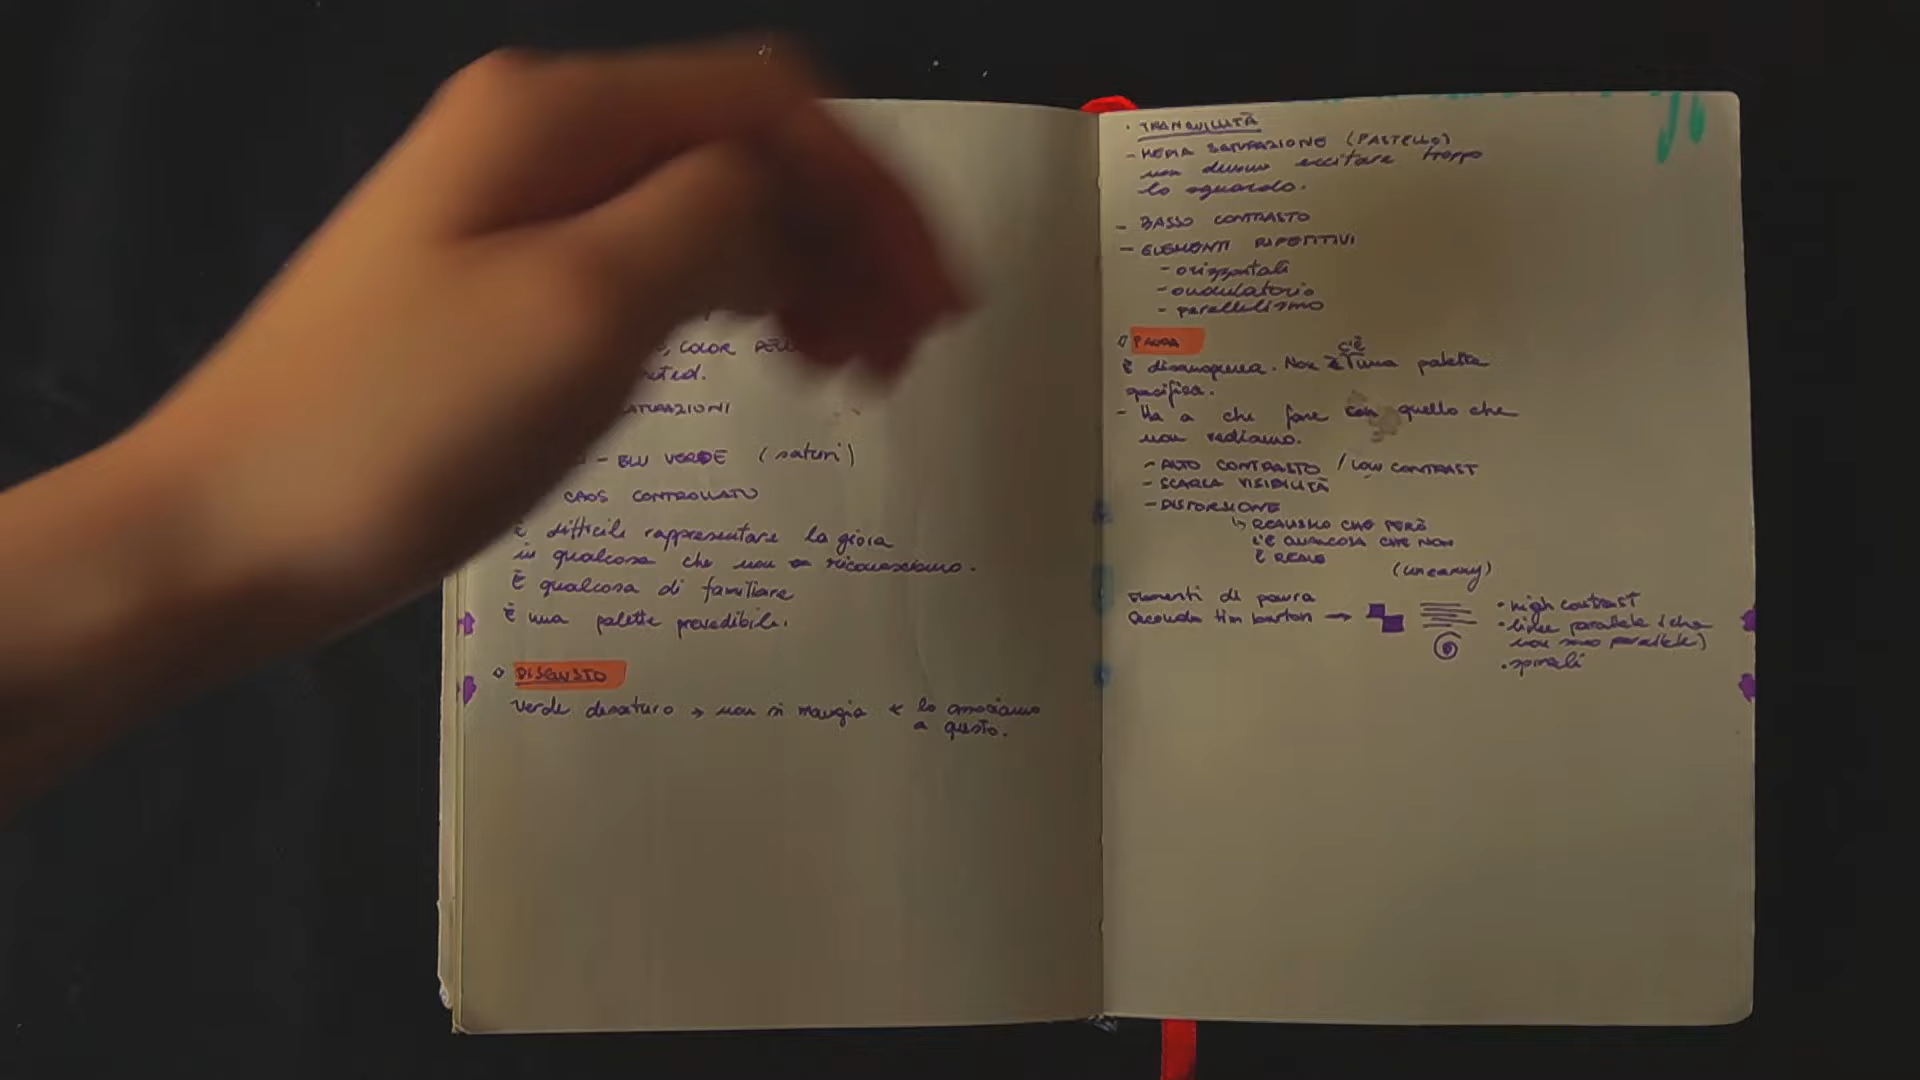 , COLOR PELL
SATURAZIONI
- BLU VERDE (saturi)
CAOS CONTROLLATO
È difficile rappresentare la gioia
in qualcosa che non riconosciamo.
È qualcosa di familiare
È una palette prevedibile.
◇ DISGUSTO
Verde desaturo → non si mangia ← lo associamo
a questo.
• TRANQUILLITÀ
- MEDIA SATURAZIONE (PASTELLO)
non devono eccitare troppo
lo sguardo.
- BASSO CONTRASTO
- ELEMENTI RIPETITIVI
- orizzontali
- ondulatorio
- parallelismo
◇ PAURA
c'è
È disomogenea. Non è una palette
specifica.
- Ha a che fare con quello che
non vediamo.
- ALTO CONTRASTO / LOW CONTRAST
- SCARSA VISIBILITÀ
- DISTORSIONE
↳ REALISMO CHE PERÒ
C'È QUALCOSA CHE NON
È REALE
(uncanny)
Elementi di paura
secondo tim burton →
• high contrast
• linee parallele (che
non sono parallele)
• spirali